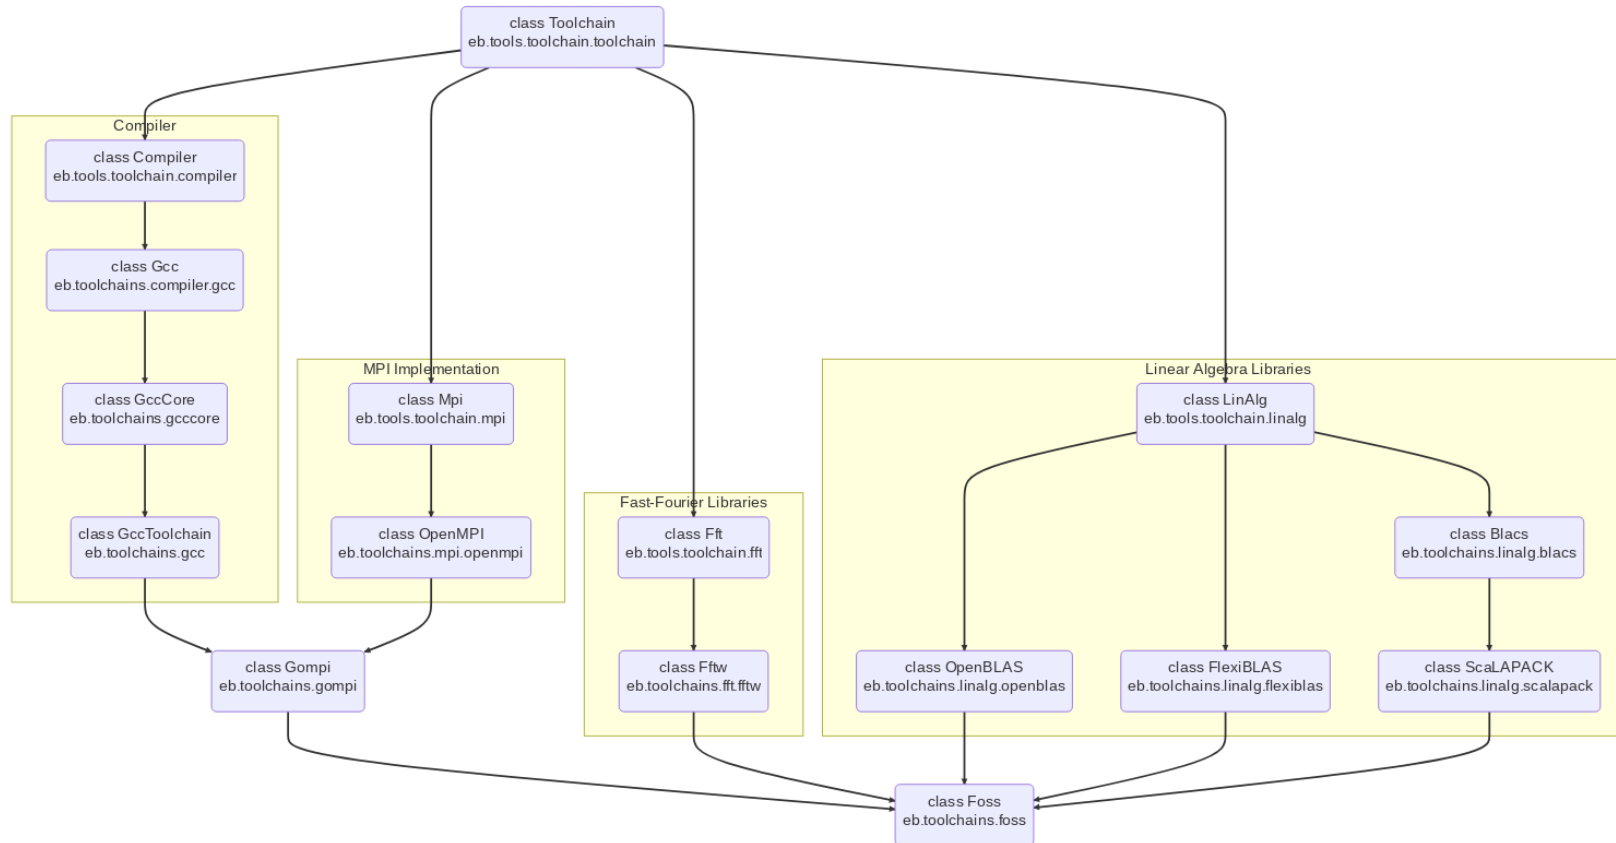 class Toolchain
eb.tools.toolchain.toolchain
Compiler
class Compiler
eb.tools.toolchain.compiler
class Gcc
eb.toolchains.compiler.gcc
class GccCore
eb.toolchains.gcccore
class GccToolchain
eb.toolchains.gcc
MPI Implementation
class Mpi
eb.tools.toolchain.mpi
class OpenMPI
eb.toolchains.mpi.openmpi
class Gompi
eb.toolchains.gompi
Fast-Fourier Libraries
class Fft
eb.tools.toolchain.fft
class Fftw
eb.toolchains.fft.fftw
Linear Algebra Libraries
class LinAlg
eb.tools.toolchain.linalg
class Blacs
eb.toolchains.linalg.blacs
class OpenBLAS
eb.toolchains.linalg.openblas
class FlexiBLAS
eb.toolchains.linalg.flexiblas
class ScaLAPACK
eb.toolchains.linalg.scalapack
class Foss
eb.toolchains.foss